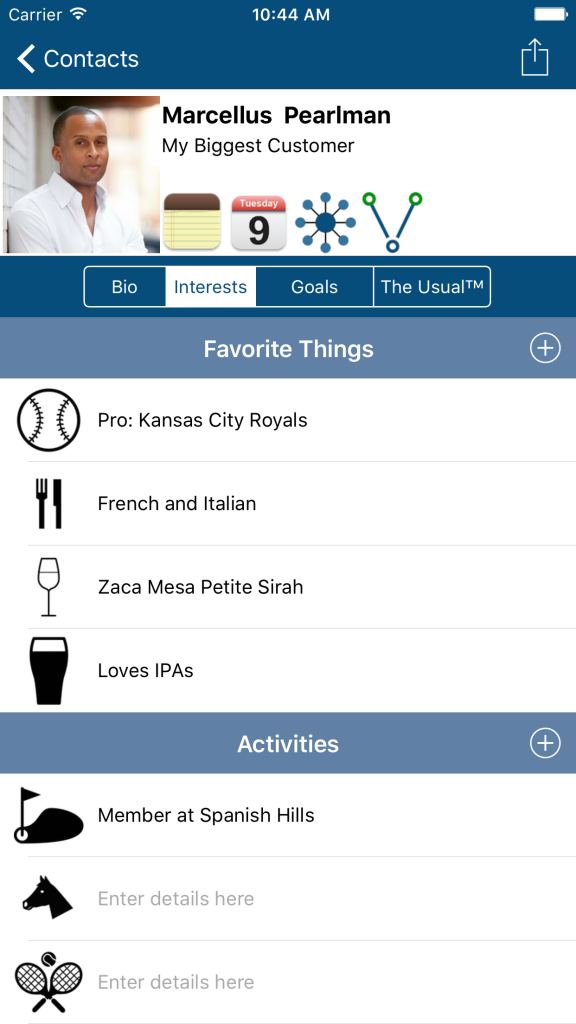 Carrier 10:44 AM
Contacts
Marcellus Pearlman
My Biggest Customer
Tuesday
9
Bio Interests Goals The Usual™
Favorite Things
Pro: Kansas City Royals
French and Italian
Zaca Mesa Petite Sirah
Loves IPAs
Activities
Member at Spanish Hills
Enter details here
Enter details here